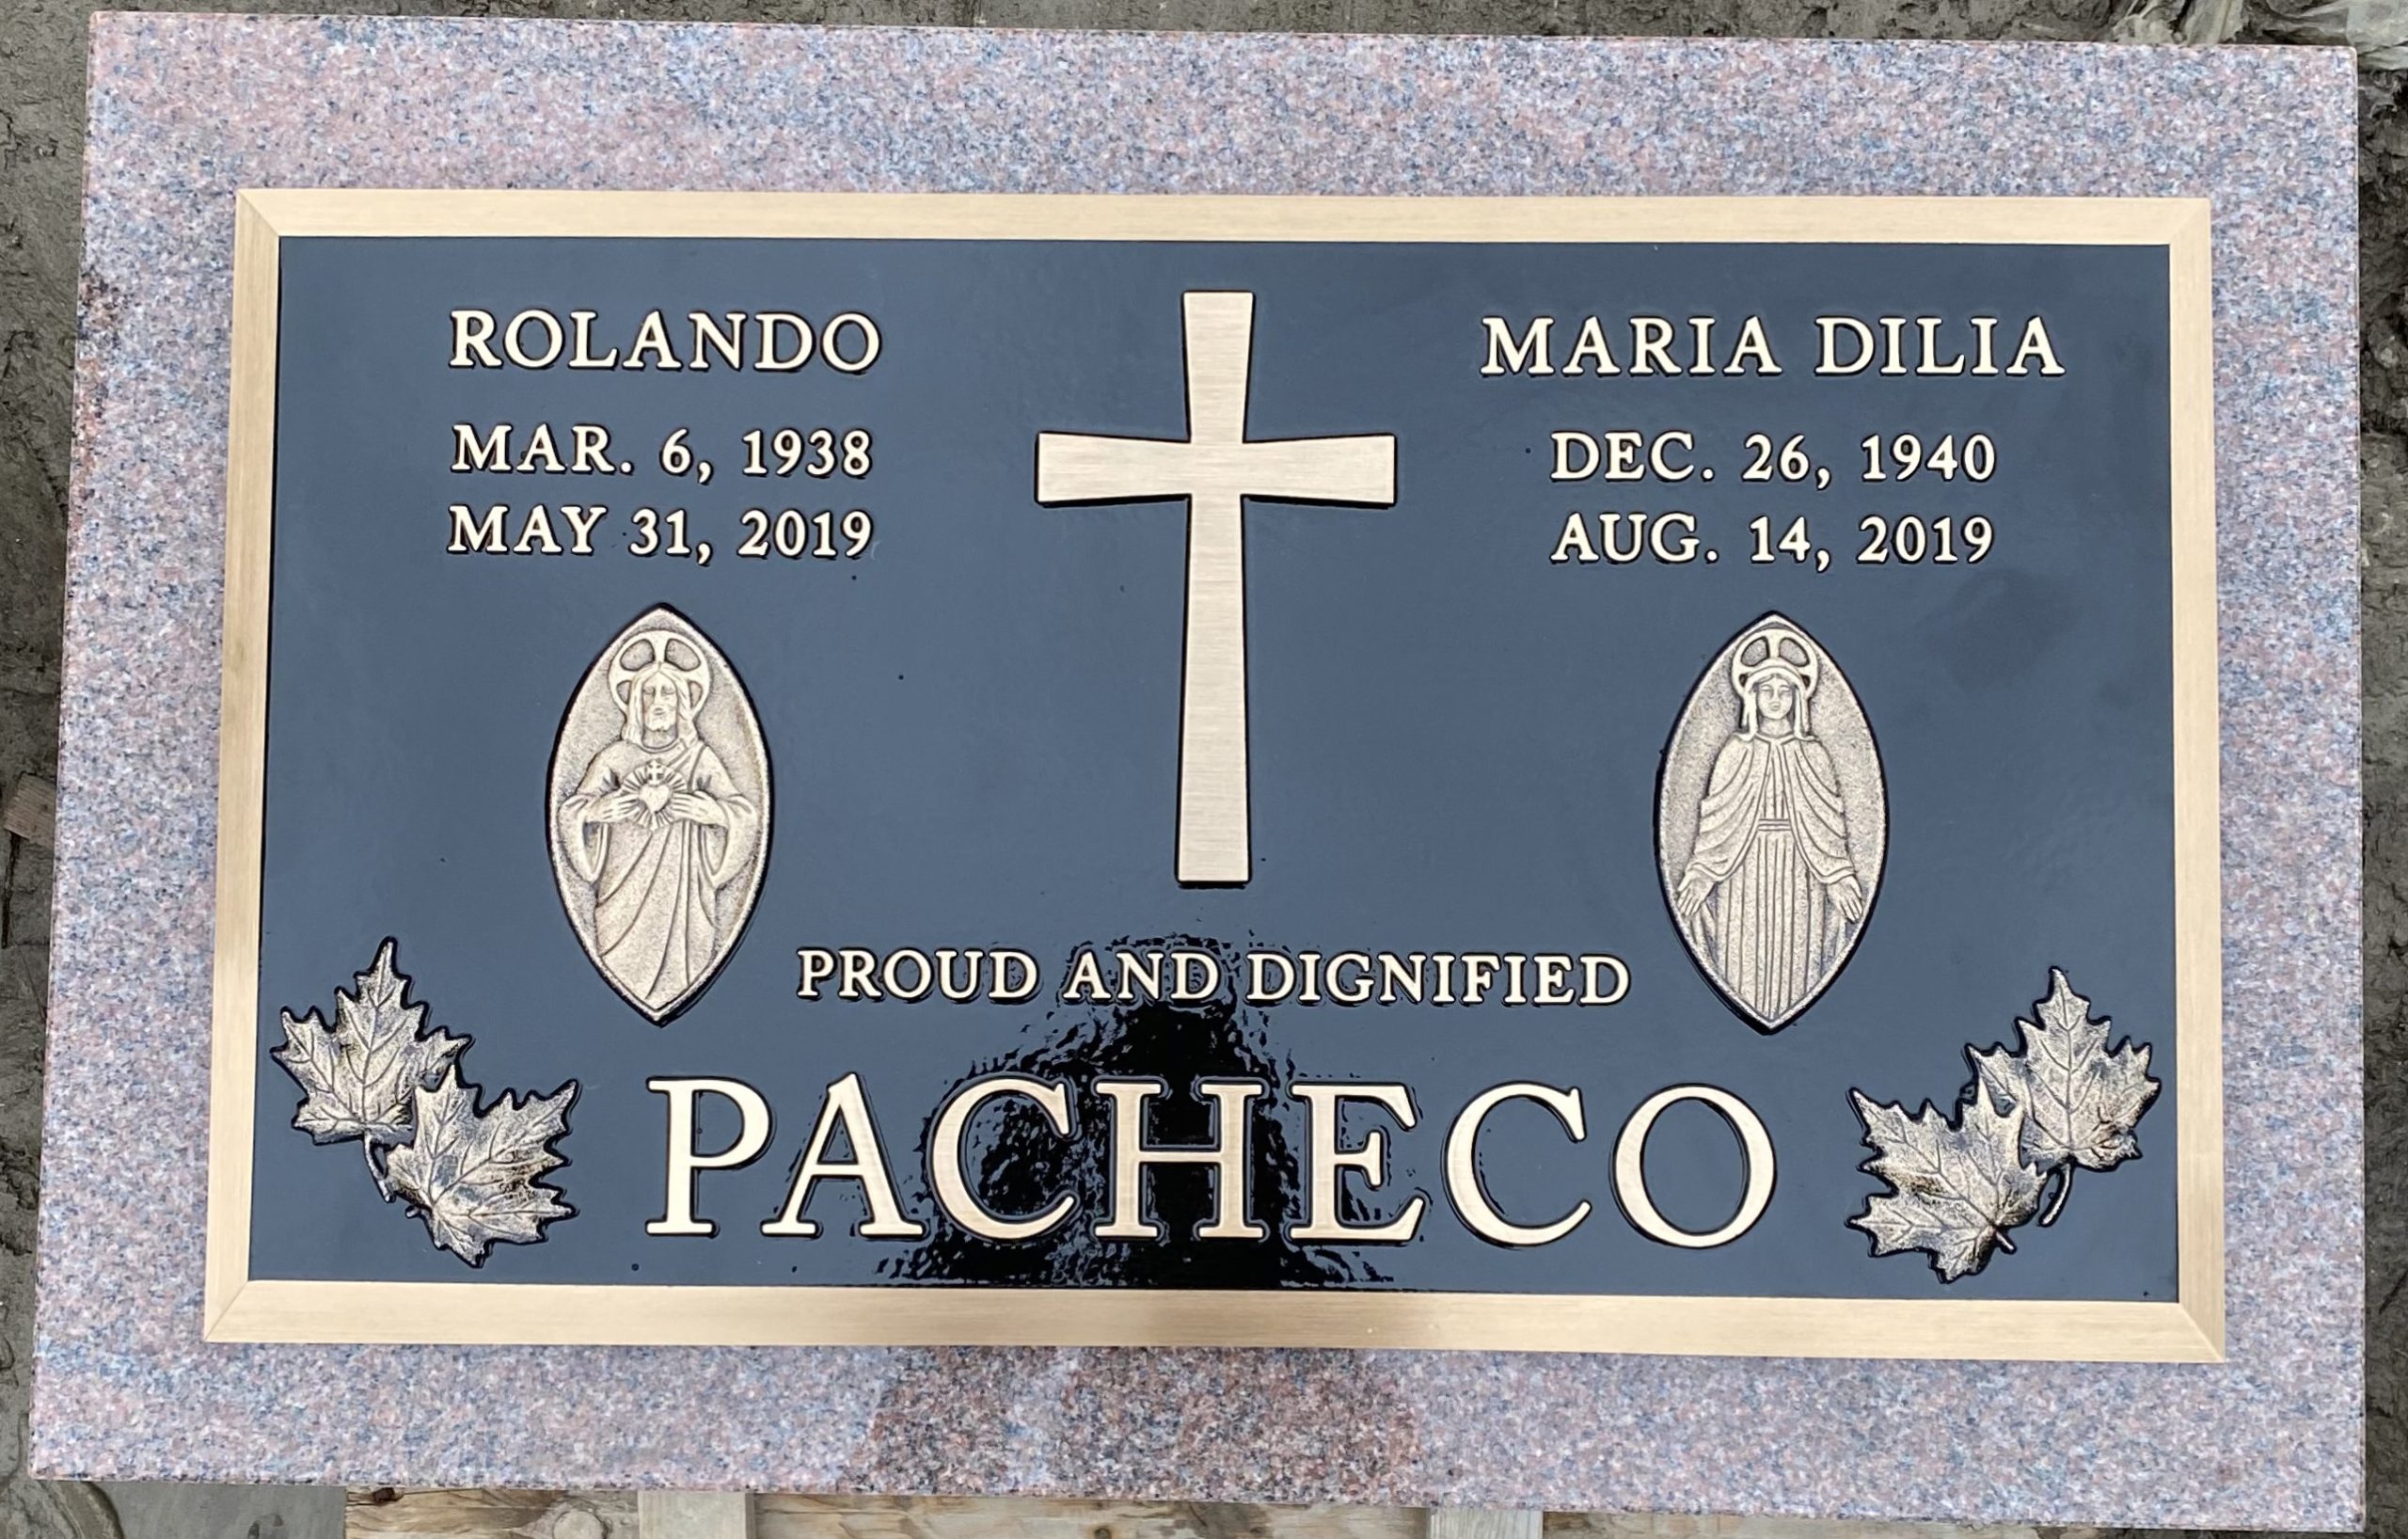 ROLANDO
MAR. 6, 1938
MAY 31, 2019
MARIA DILIA
DEC. 26, 1940
AUG. 14, 2019
PROUD AND DIGNIFIED
PACHECO